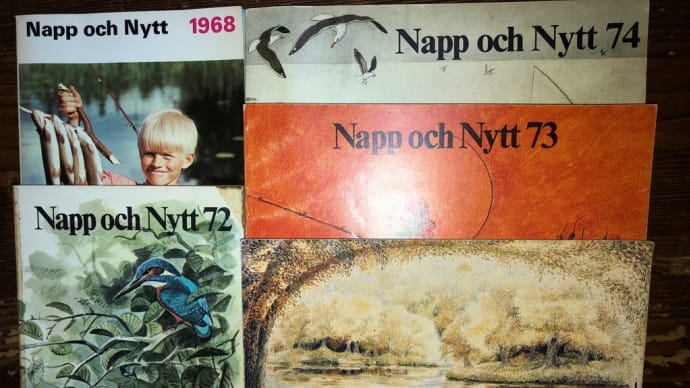 Napp och Nytt 1968
Napp och Nytt 74
Napp och Nytt 73
Napp och Nytt 72